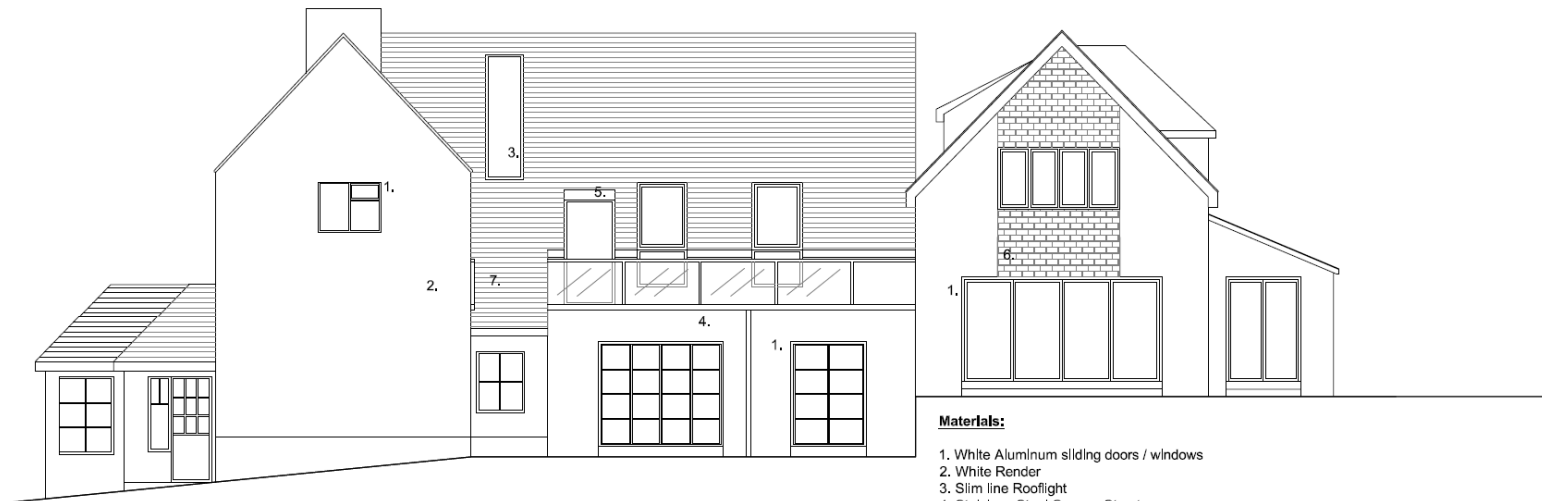 3.
1.
5.
2.
7.
6.
1.
4.
1.
Materials:
1. White Aluminum sliding doors / windows
2. White Render
3. Slim line Rooflight